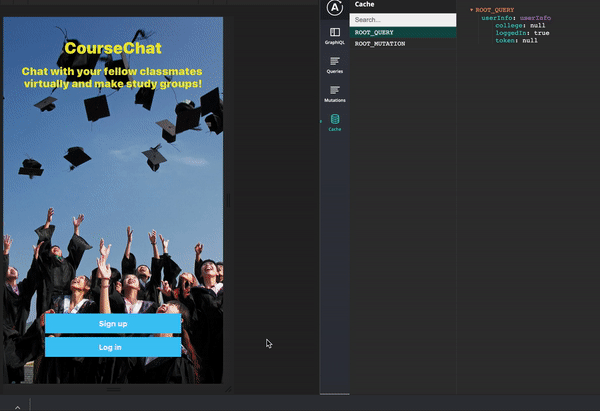 CourseChat
Chat with your fellow classmates
virtually and make study groups!
Sign up
Log in
GraphiQL
Queries
Mutations
Cache
Cache
Search...
ROOT_QUERY
ROOT_MUTATION
▾ ROOT_QUERY
userInfo: userInfo
college: null
loggedIn: true
token: null